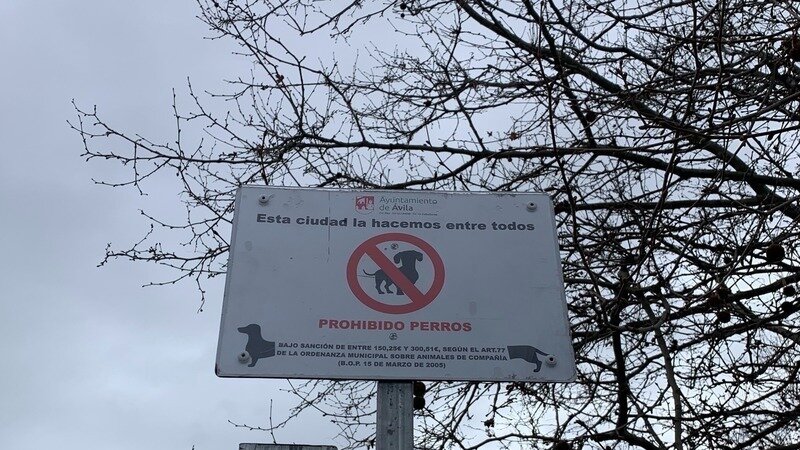 Ayuntamiento
de Ávila
Esta ciudad la hacemos entre todos
PROHIBIDO PERROS
BAJO SANCIÓN DE ENTRE 150,25€ Y 300,51€, SEGÚN EL ART.77
DE LA ORDENANZA MUNICIPAL SOBRE ANIMALES DE COMPAÑÍA
(B.O.P. 15 DE MARZO DE 2005)